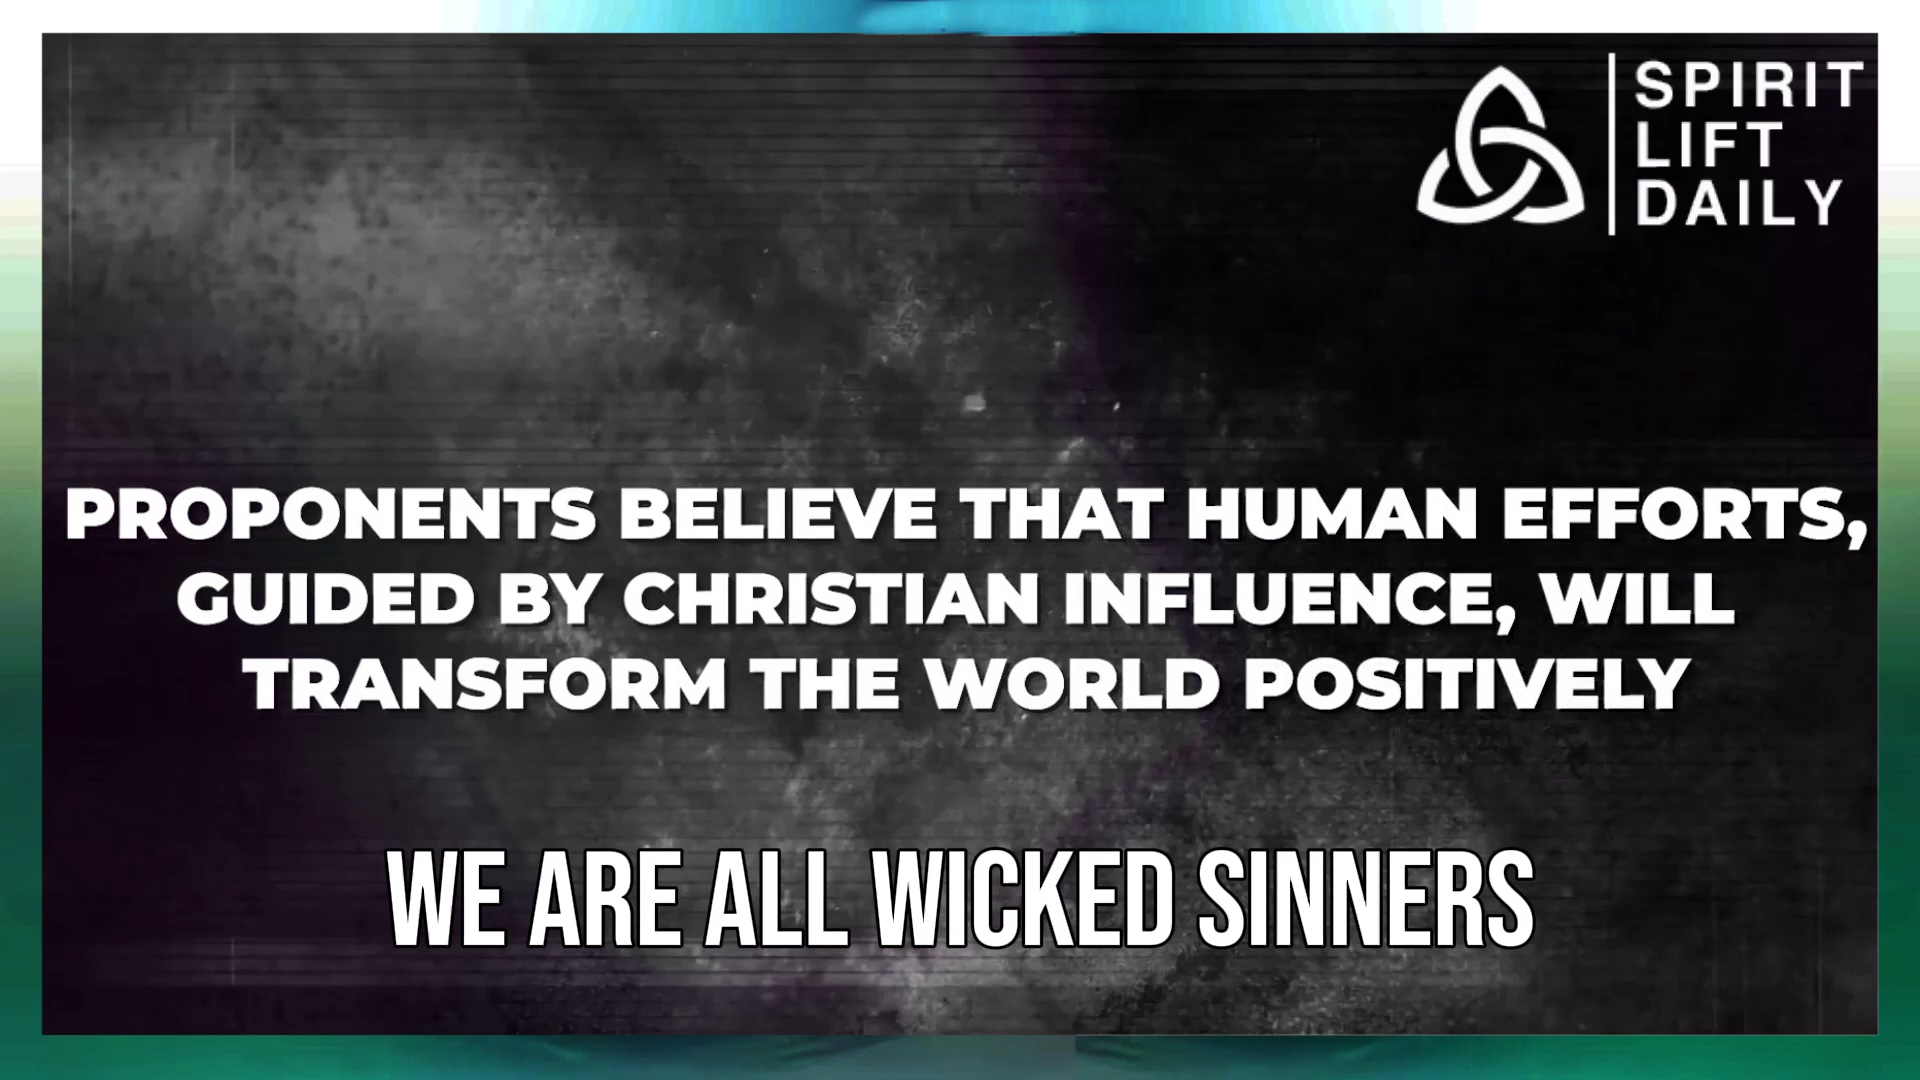 SPIRIT
LIFT
DAILY
PROPONENTS BELIEVE THAT HUMAN EFFORTS,
GUIDED BY CHRISTIAN INFLUENCE, WILL
TRANSFORM THE WORLD POSITIVELY
WE ARE ALL WICKED SINNERS